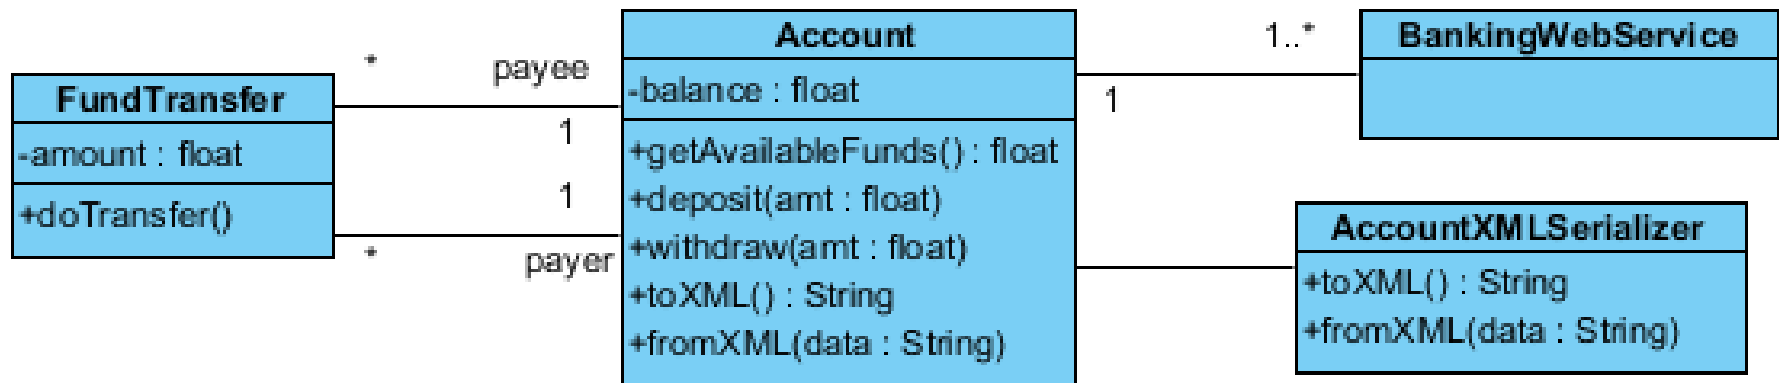 FundTransfer
-amount : float
+doTransfer()
*
payee
1
1
*
payer
Account
-balance : float
+getAvailableFunds() : float
+deposit(amt : float)
+withdraw(amt : float)
+toXML() : String
+fromXML(data : String)
1..*
1
BankingWebService
AccountXMLSerializer
+toXML() : String
+fromXML(data : String)